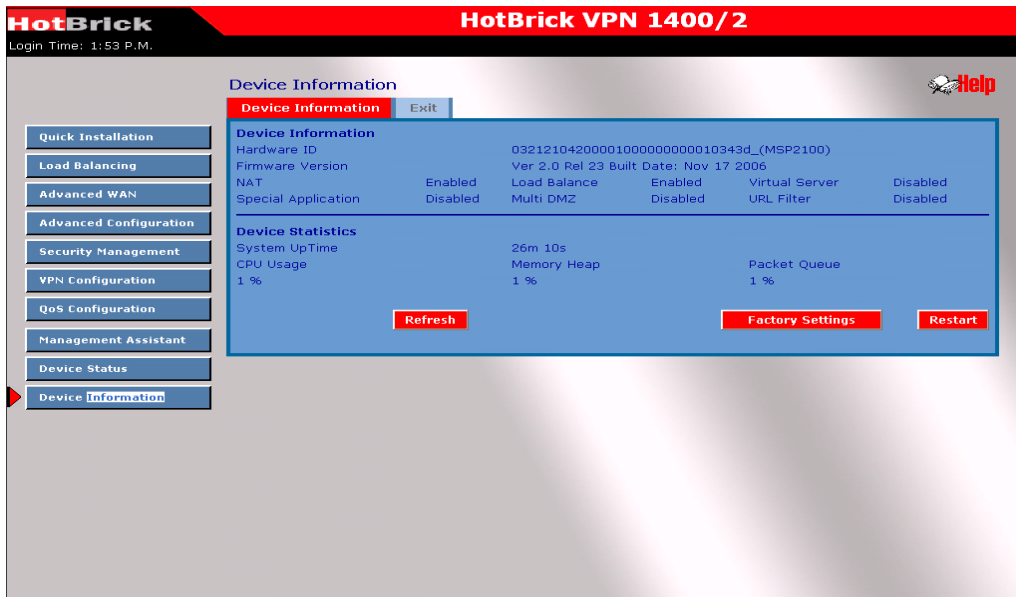 HotBrick
HotBrick VPN 1400/2
Login Time: 1:53 P.M.
Device Information
Help
Device Information Exit
Quick Installation
Load Balancing
Advanced WAN
Advanced Configuration
Security Management
VPN Configuration
QoS Configuration
Management Assistant
Device Status
Device Information
Device Information
Hardware ID 0321210420000100000000010343d_(MSP2100)
Firmware Version Ver 2.0 Rel 23 Built Date: Nov 17 2006
NAT Enabled Load Balance Enabled Virtual Server Disabled
Special Application Disabled Multi DMZ Disabled URL Filter Disabled
Device Statistics
System UpTime 26m 10s
CPU Usage Memory Heap Packet Queue
1 % 1 % 1 %
Refresh Factory Settings Restart